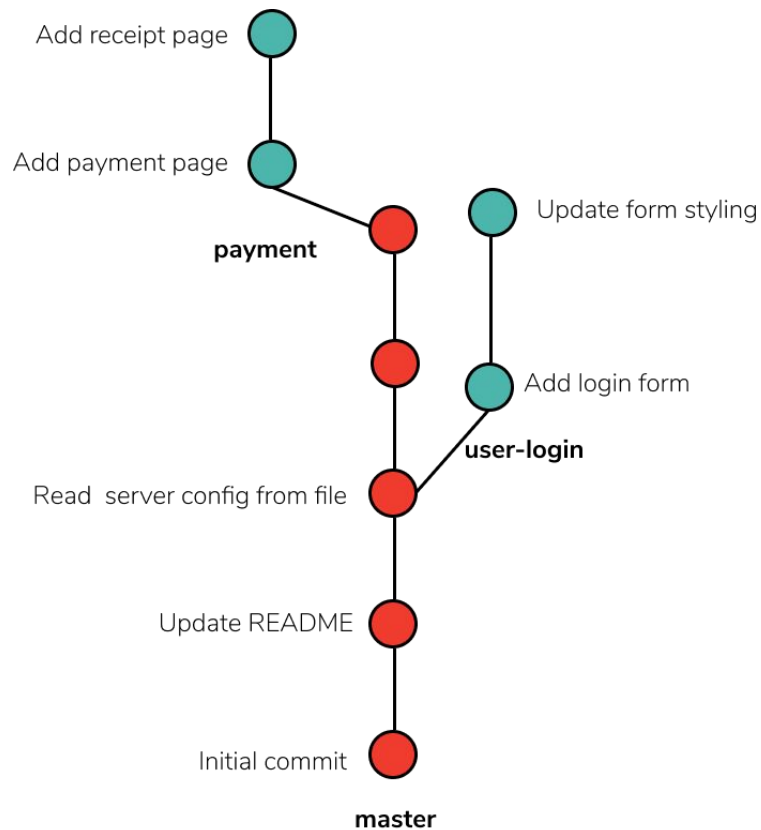 Add receipt page
Add payment page
Update form styling
payment
Add login form
user-login
Read  server config from file
Update README
Initial commit
master